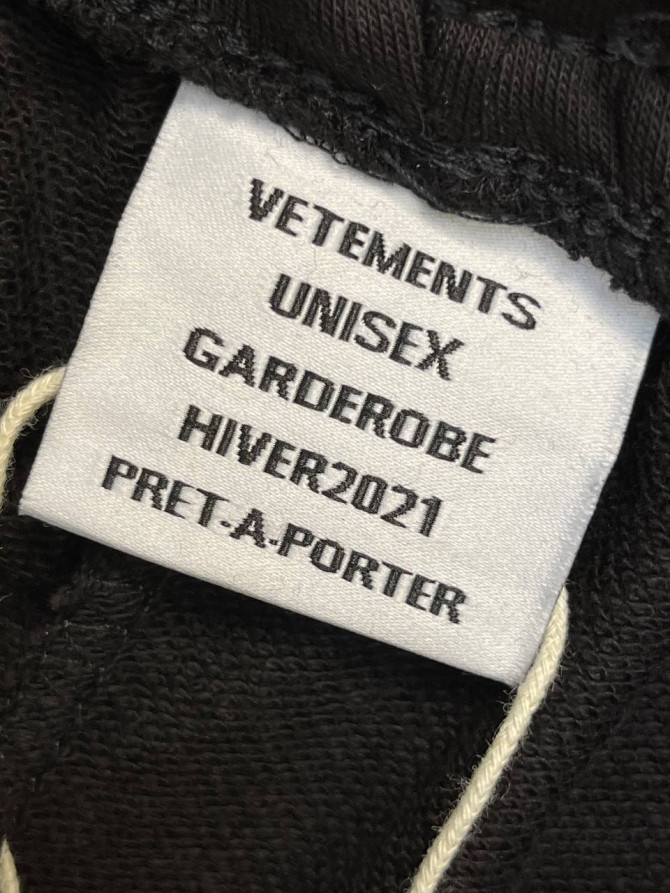 VETEMENTS
UNISEX
GARDEROBE
HIVER2021
PRET-A-PORTER